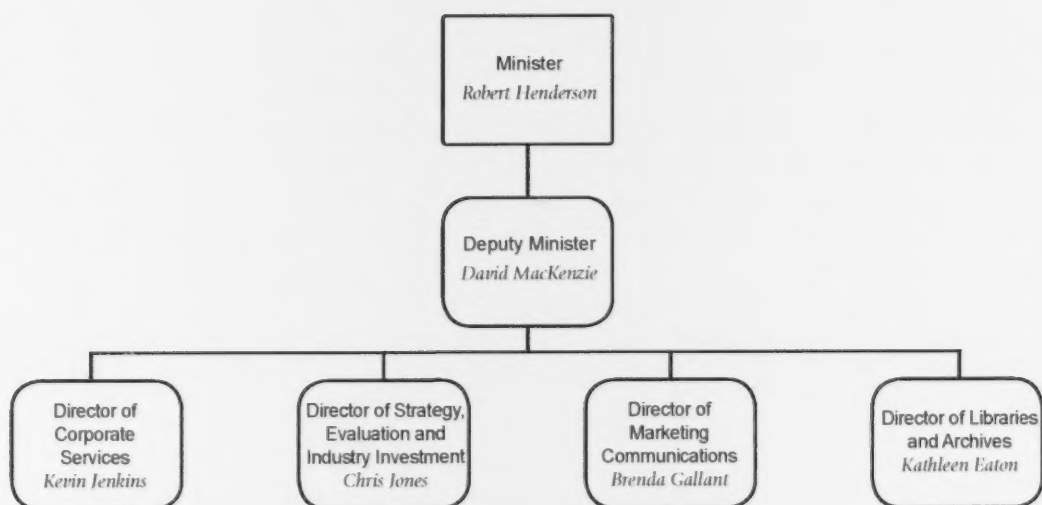 Minister
Robert Henderson
Deputy Minister
David MacKenzie
Director of
Corporate
Services
Kevin Jenkins
Director of Strategy,
Evaluation and
Industry Investment
Chris Jones
Director of
Marketing
Communications
Brenda Gallant
Director of Libraries
and Archives
Kathleen Eaton